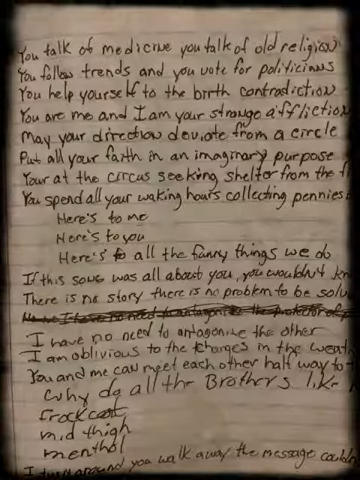 You talk of medicine you talk of old religion
You follow trends and you vote for politicians
You help yourself to the birth contradiction
You are me and I am your strange affliction
May your direction deviate from a circle
Put all your faith in an imaginary purpose
Your at the circus seeking shelter from the
You spend all your waking hours collecting pennies
Here's to me
Here's to you
Here's to all the funny things we do
If this song was all about you, you wouldn't
There is no story there is no problem to be
I have no need to antagonize the other
I am oblivious to the changes in the
You and me can meet each other half way to
Why do all the Brothers like
Frock coat,
mid thigh
menthol
I turn around you walk away the message